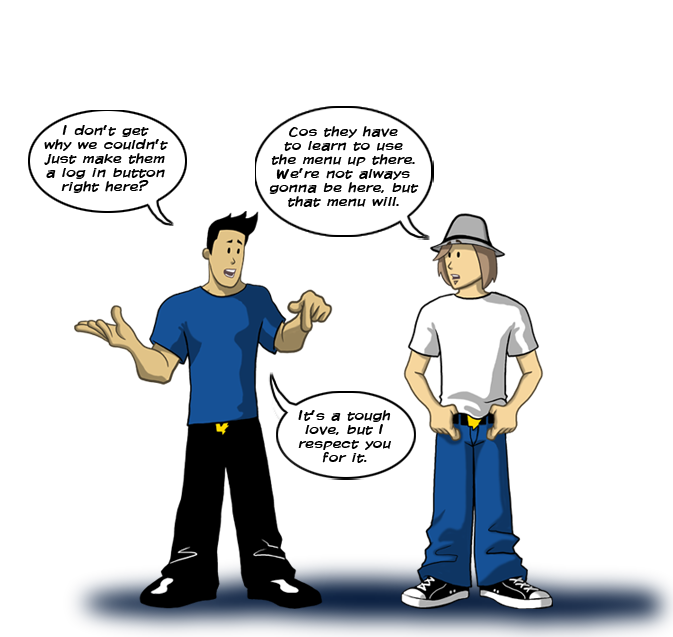 I don't get
why we couldn't
just make them
a log in button
right here?
Cos they have
to learn to use
the menu up there.
We're not always
gonna be here, but
that menu will.
It's a tough
love, but I
respect you
for it.